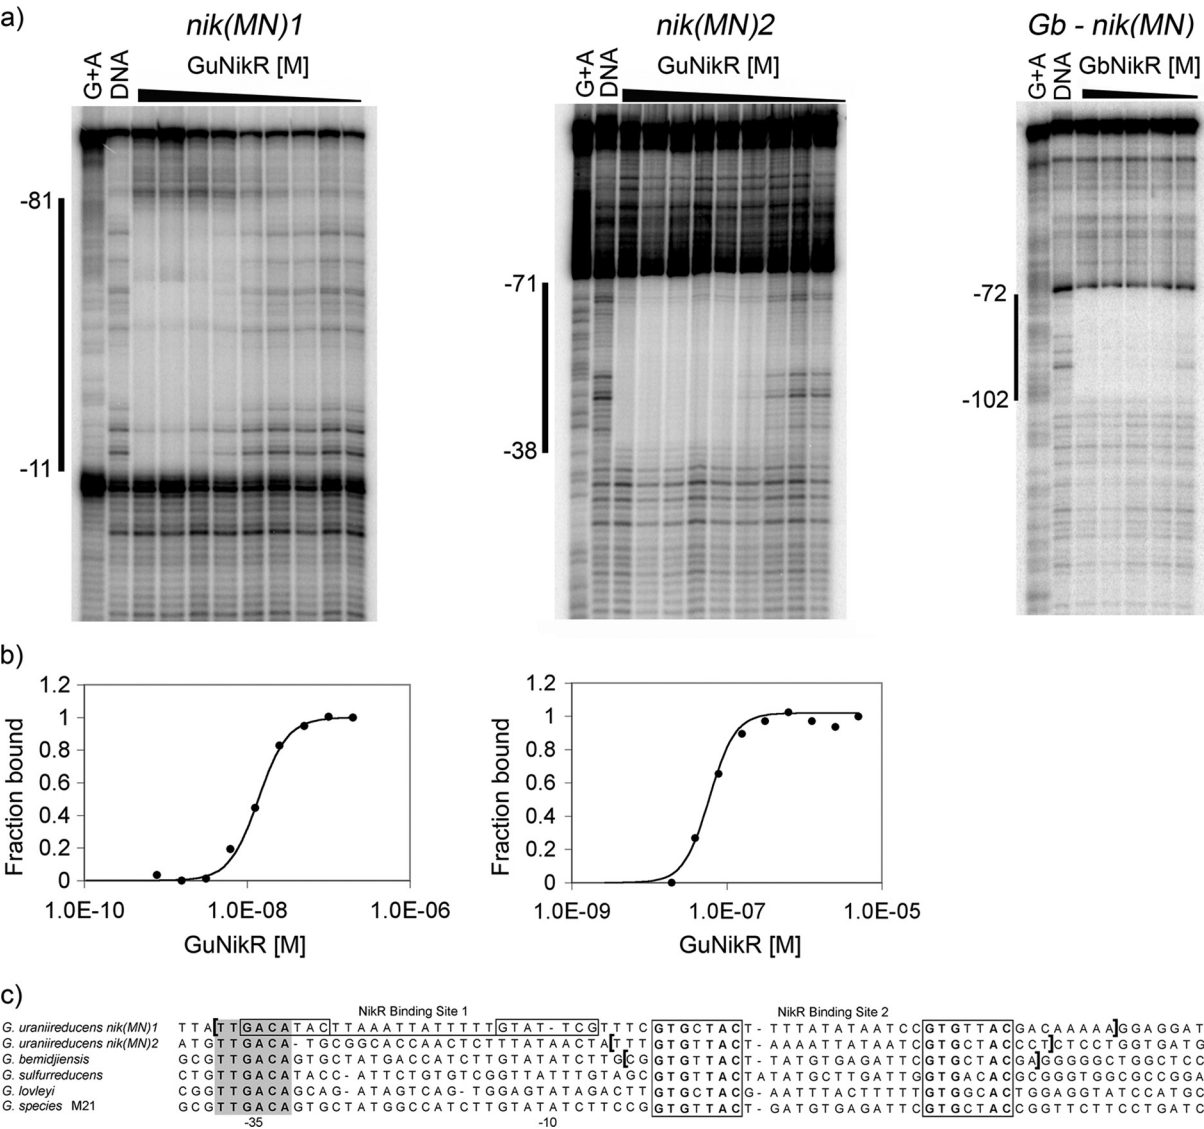 a)
nik(MN)1
nik(MN)2
Gb - nik(MN)
G+A
DNA
GuNikR [M]
G+A
DNA
GuNikR [M]
G+A
DNA
GbNikR [M]
-81
-11
-71
-38
-72
-102
b)
Fraction bound
1.2
1
0.8
0.6
0.4
0.2
0
1.0E-10
1.0E-08
1.0E-06
GuNikR [M]
Fraction bound
1.2
1
0.8
0.6
0.4
0.2
0
1.0E-09
1.0E-07
1.0E-05
GuNikR [M]
c)
NikR Binding Site 1
NikR Binding Site 2
G. uraniireducens nik(MN)1 TTA[TTGACATACTTAAATTATTTTTGTAT-TCGTTTCGTGCTACT-TTTATATAATCCGTGTTACGACAAAAA]GGAGGAT
G. uraniireducens nik(MN)2 ATGTTGACA-TGCGGCACCAACTCTTTATAACTA[TTTGTGTTACT-TAATATAACTTCGTGCTACCCT]CTCCTGGTGATG
G. bemidjiensis GCGTTGACAGTGCTATGACCATCTTGTATATCTTG[CGGTGTTACT-TATGTGAGATTCGTGCTACCGA]GGGGGCTGGCTCG
G. sulfurreducens CTGTTGACATACC-ATTCTGTGTCGGTTATTTGTAGCGTGTTACTATATGCTTGATTGGTGACACGCGGGTGGCGCCGGA
G. lovleyi CGGTTGACAGCAG-ATAGTCAG-TGGAGTATAGACTTGTGTTACG-AATTTACTTTTTGTGGCACTGGAGGTATCCATGC
G. species M21 GCGTTGACAGTGCTATGGCCATCTTGTATATCTTCCGGTGTTACT-GATGTGAGATTCGTGCTACCGGTTCTTCCTGATC
-35
-10